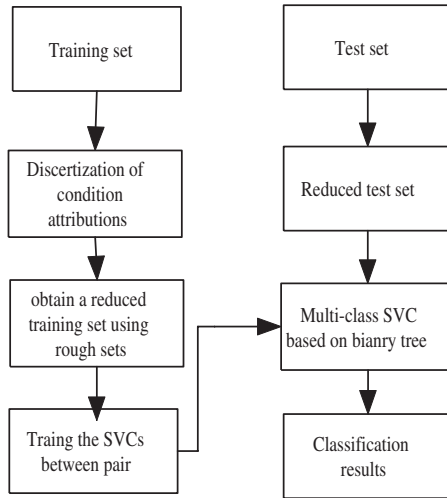 Training set
Discertization of
condition
attributions
obtain a reduced
training set using
rough sets
Traing the SVCs
between pair
Test set
Reduced test set
Multi-class SVC
based on bianry tree
Classification
results